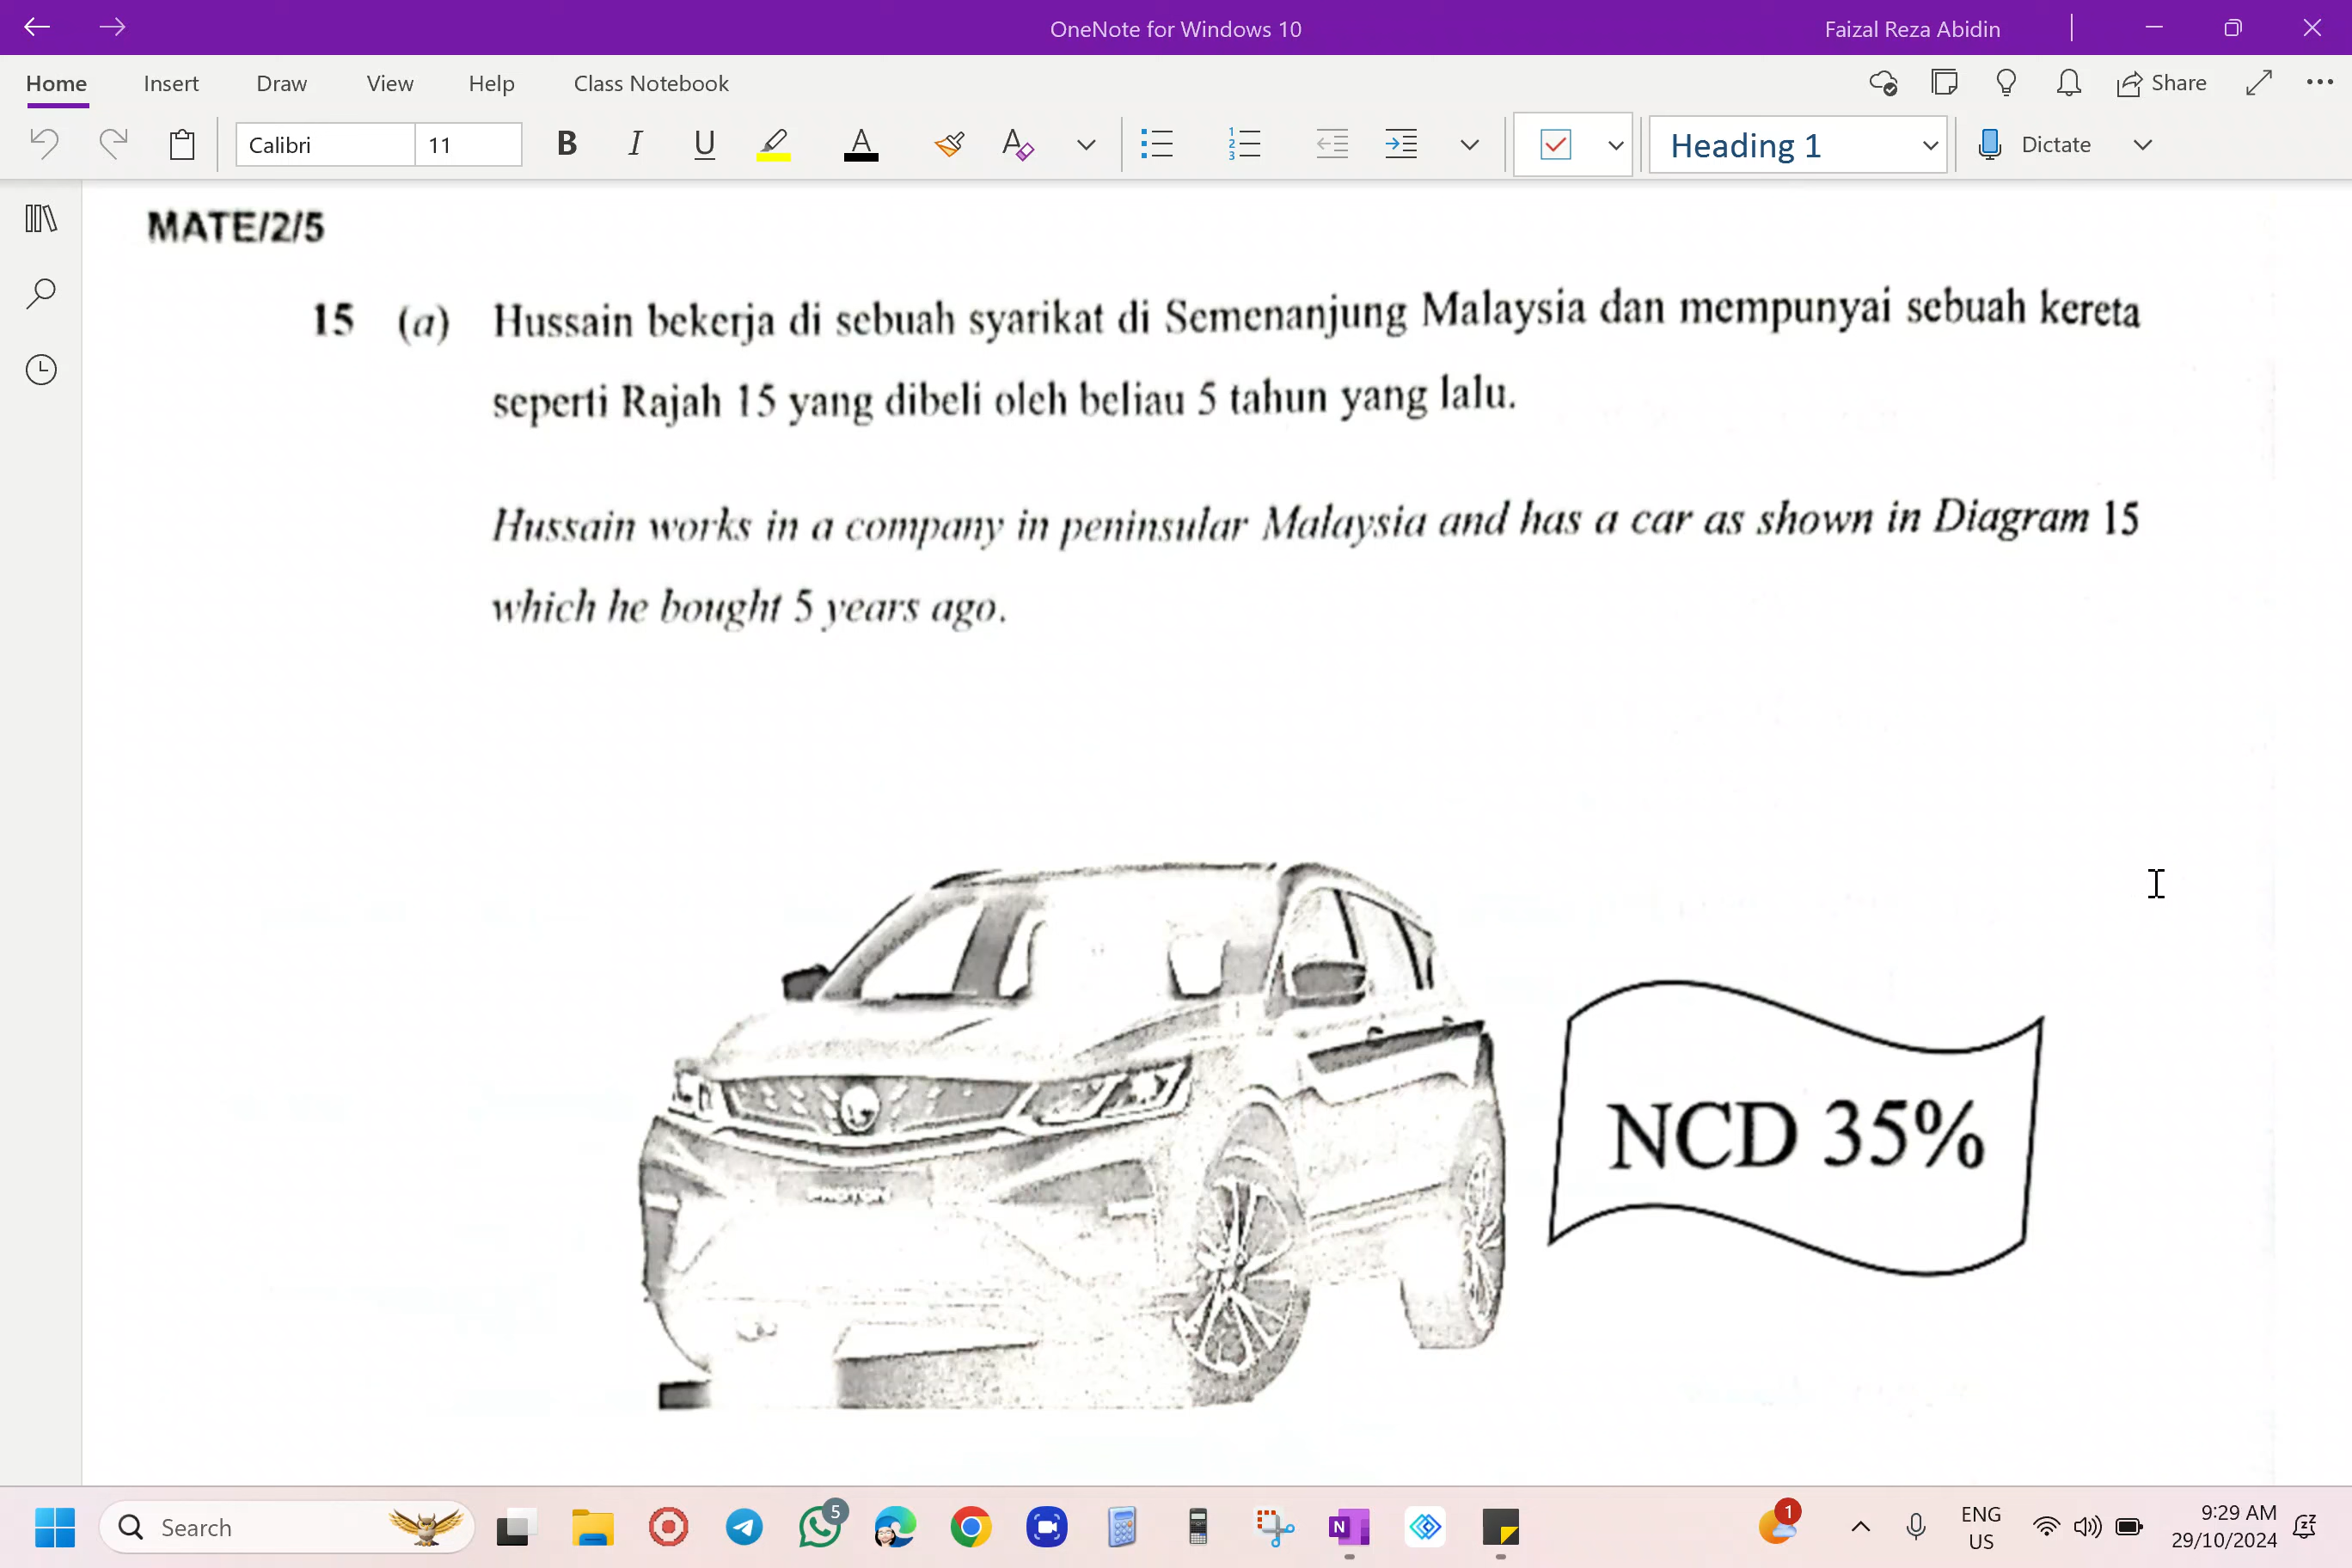 OneNote for Windows 10
Faizal Reza Abidin
Home Insert Draw View Help Class Notebook Share
Calibri 11 B I U A A Heading 1 Dictate
MATE/2/5
15 (a) Hussain bekerja di sebuah syarikat di Semenanjung Malaysia dan mempunyai sebuah kereta
seperti Rajah 15 yang dibeli oleh beliau 5 tahun yang lalu.
Hussain works in a company in peninsular Malaysia and has a car as shown in Diagram 15
which he bought 5 years ago.
NCD 35%
PROTON
Search
5
N
1
ENG
US
9:29 AM
29/10/2024